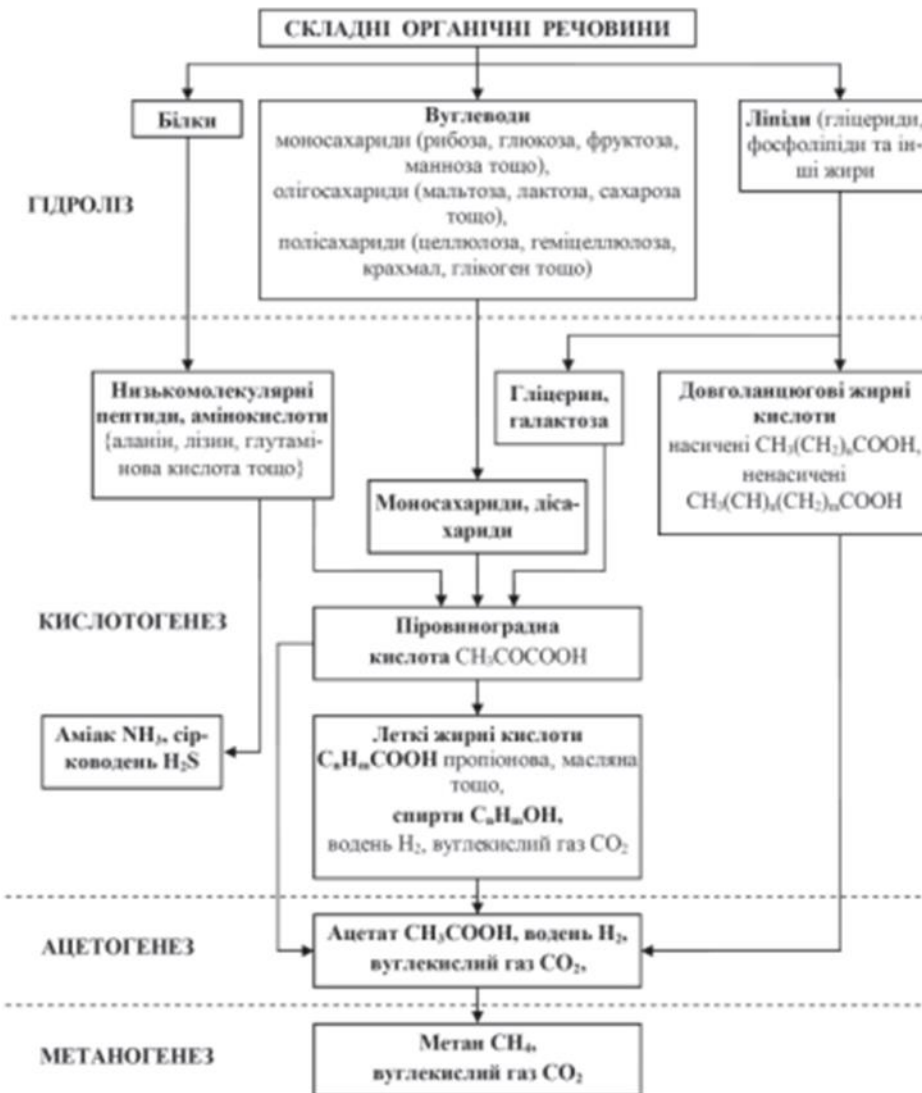 СКЛАДНІ ОРГАНІЧНІ РЕЧОВИНИ
Білки
Вуглеводи
моносахариди (рибоза, глюкоза, фруктоза,
манноза тощо),
олігосахариди (мальтоза, лактоза, сахароза
тощо),
полісахариди (целлюлоза, геміцеллюлоза,
крахмал, глікоген тощо)
Ліпіди (гліцериди,
фосфоліпіди та ін-
ші жири
ГІДРОЛІЗ
Низькомолекулярні
пептиди, амінокислоти
{аланін, лізин, глутамі-
нова кислота тощо}
Гліцерин,
галактоза
Довголанцюгові жирні
кислоти
насичені CH₃(CH₂)ₙCOOH,
ненасичені
CH₃(CH)ₙ(CH₂)ₘCOOH
Моносахариди, діса-
хариди
КИСЛОТОГЕНЕЗ
Піровиноградна
кислота CH₃COCOOH
Аміак NH₃, сір-
ководень H₂S
Леткі жирні кислоти
CₙHₘCOOH пропіонова, масляна
тощо,
спирти CₙHₘOH,
водень H₂, вуглекислий газ CO₂
АЦЕТОГЕНЕЗ
Ацетат CH₃COOH, водень H₂,
вуглекислий газ CO₂,
МЕТАНОГЕНЕЗ
Метан CH₄,
вуглекислий газ CO₂